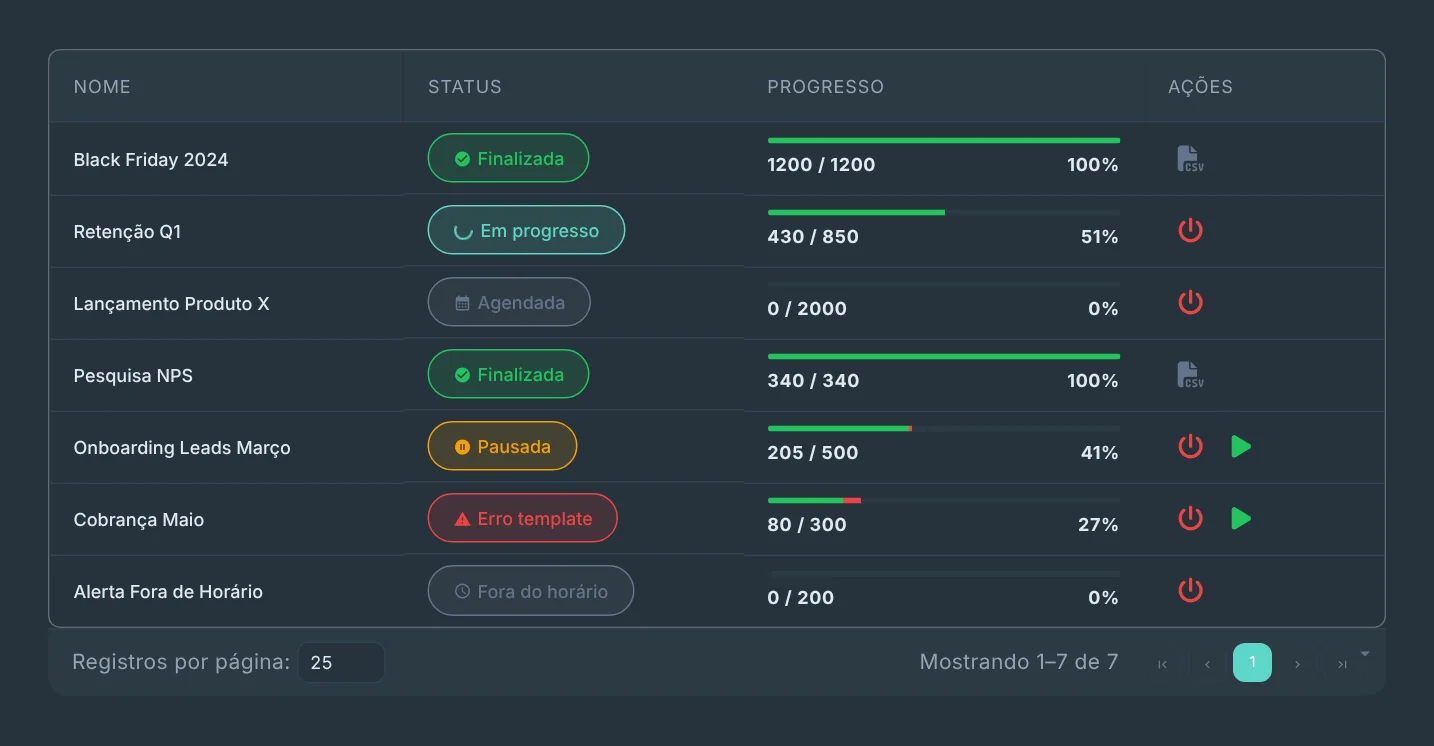 NOME STATUS PROGRESSO AÇÕES
Black Friday 2024 Finalizada 1200 / 1200 100% CSV
Retenção Q1 Em progresso 430 / 850 51%
Lançamento Produto X Agendada 0 / 2000 0%
Pesquisa NPS Finalizada 340 / 340 100% CSV
Onboarding Leads Março Pausada 205 / 500 41%
Cobrança Maio Erro template 80 / 300 27%
Alerta Fora de Horário Fora do horário 0 / 200 0%
Registros por página: 25 Mostrando 1–7 de 7 1